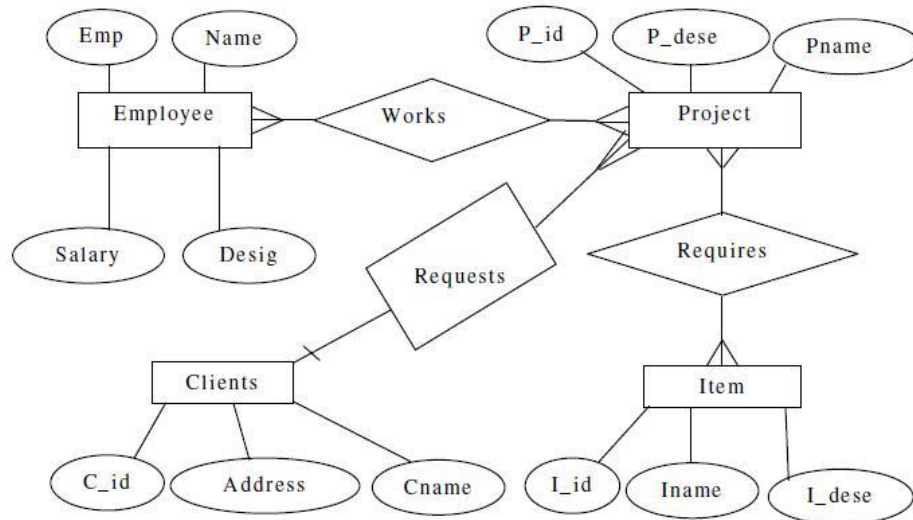 Emp
Name
P_id
P_dese
Pname
Employee
Works
Project
Salary
Desig
Requests
Requires
Clients
Item
C_id
Address
Cname
I_id
Iname
I_dese